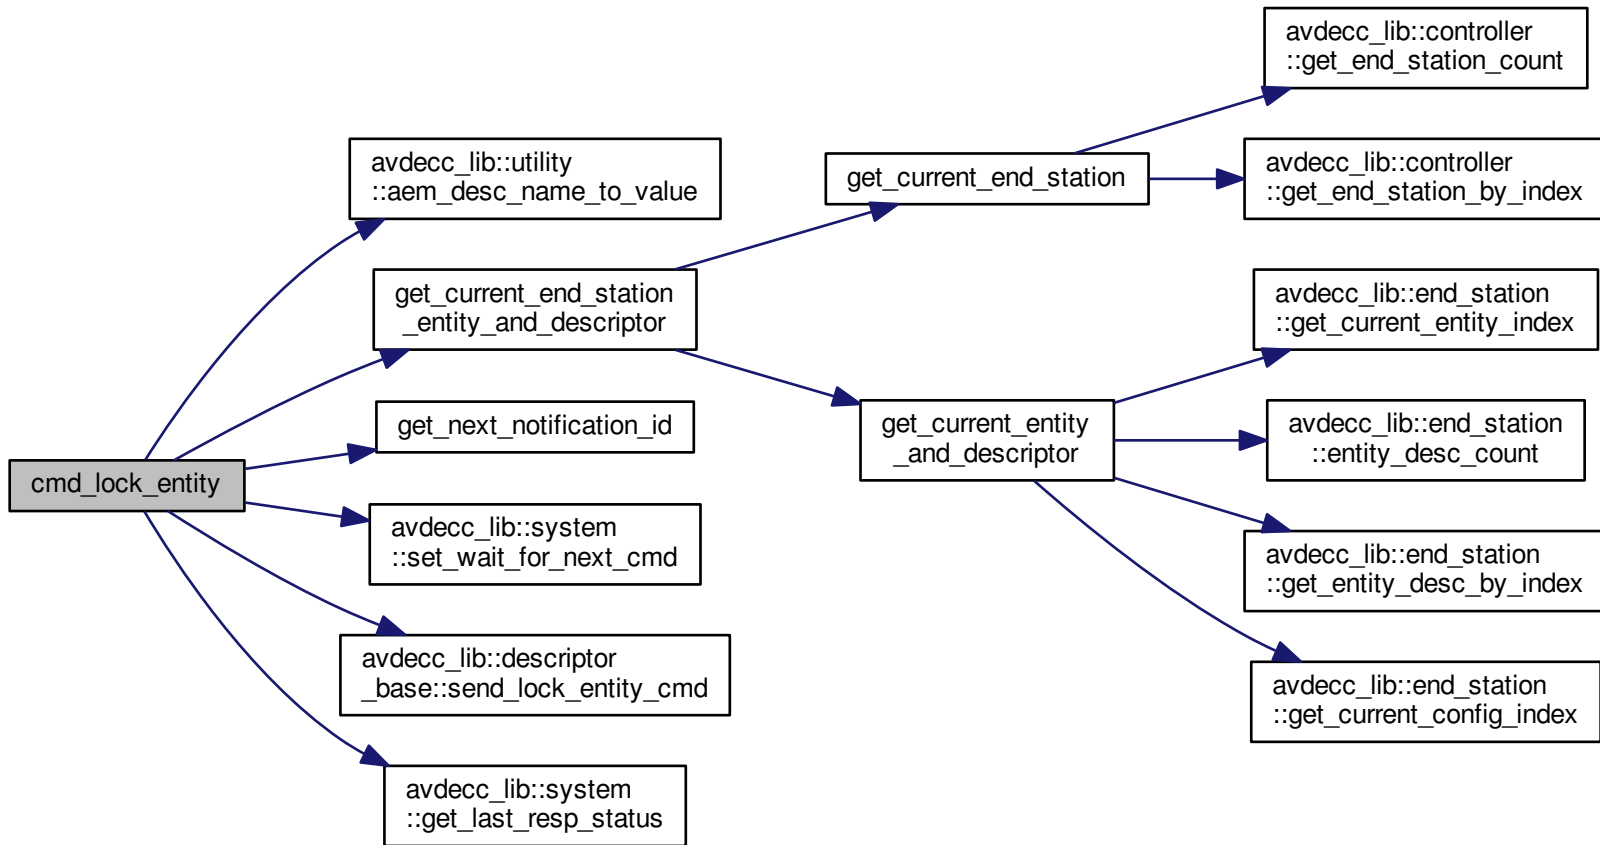 cmd_lock_entity
avdecc_lib::utility
::aem_desc_name_to_value
get_current_end_station
_entity_and_descriptor
get_next_notification_id
avdecc_lib::system
::set_wait_for_next_cmd
avdecc_lib::descriptor
_base::send_lock_entity_cmd
avdecc_lib::system
::get_last_resp_status
get_current_end_station
get_current_entity
_and_descriptor
avdecc_lib::controller
::get_end_station_count
avdecc_lib::controller
::get_end_station_by_index
avdecc_lib::end_station
::get_current_entity_index
avdecc_lib::end_station
::entity_desc_count
avdecc_lib::end_station
::get_entity_desc_by_index
avdecc_lib::end_station
::get_current_config_index